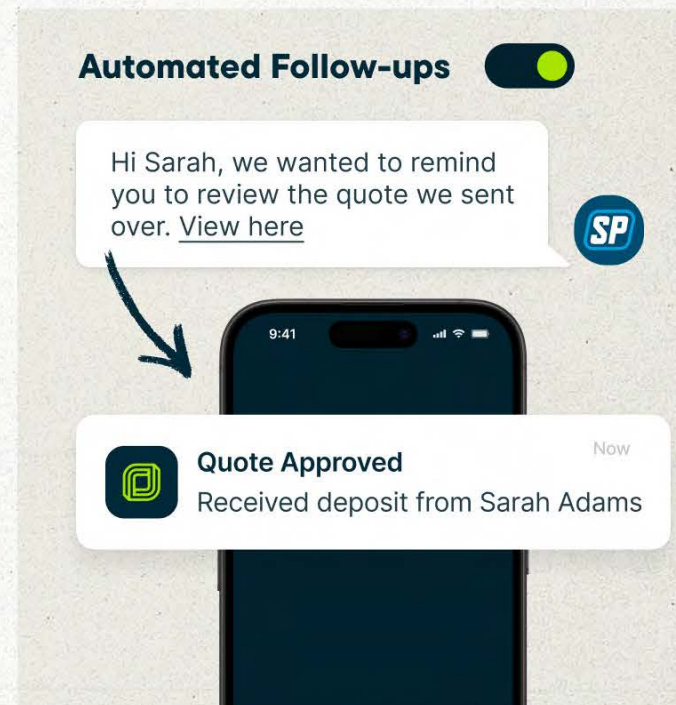 Automated Follow-ups
Hi Sarah, we wanted to remind
you to review the quote we sent
over. View here
SP
9:41
Now
Quote Approved
Received deposit from Sarah Adams